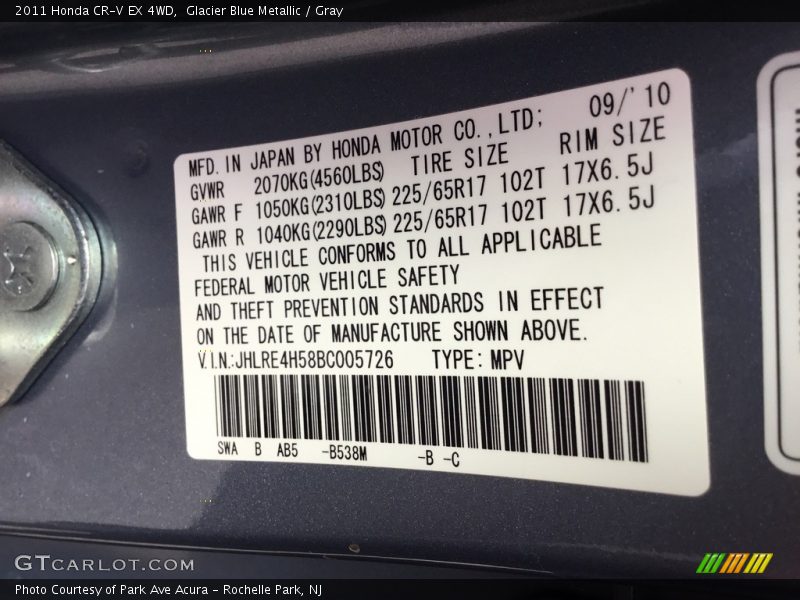 2011 Honda CR-V EX 4WD,  Glacier Blue Metallic / Gray
MFD. IN JAPAN BY HONDA MOTOR CO.,LTD; 09/'10
GVWR 2070KG(4560LBS) TIRE SIZE RIM SIZE
GAWR F 1050KG(2310LBS) 225/65R17 102T 17X6.5J
GAWR R 1040KG(2290LBS) 225/65R17 102T 17X6.5J
THIS VEHICLE CONFORMS TO ALL APPLICABLE
FEDERAL MOTOR VEHICLE SAFETY
AND THEFT PREVENTION STANDARDS IN EFFECT
ON THE DATE OF MANUFACTURE SHOWN ABOVE.
V.I.N.:JHLRE4H58BC005726 TYPE: MPV
SWA B AB5 -B538M -B -C
GTCARLOT.COM
Photo Courtesy of Park Ave Acura - Rochelle Park, NJ